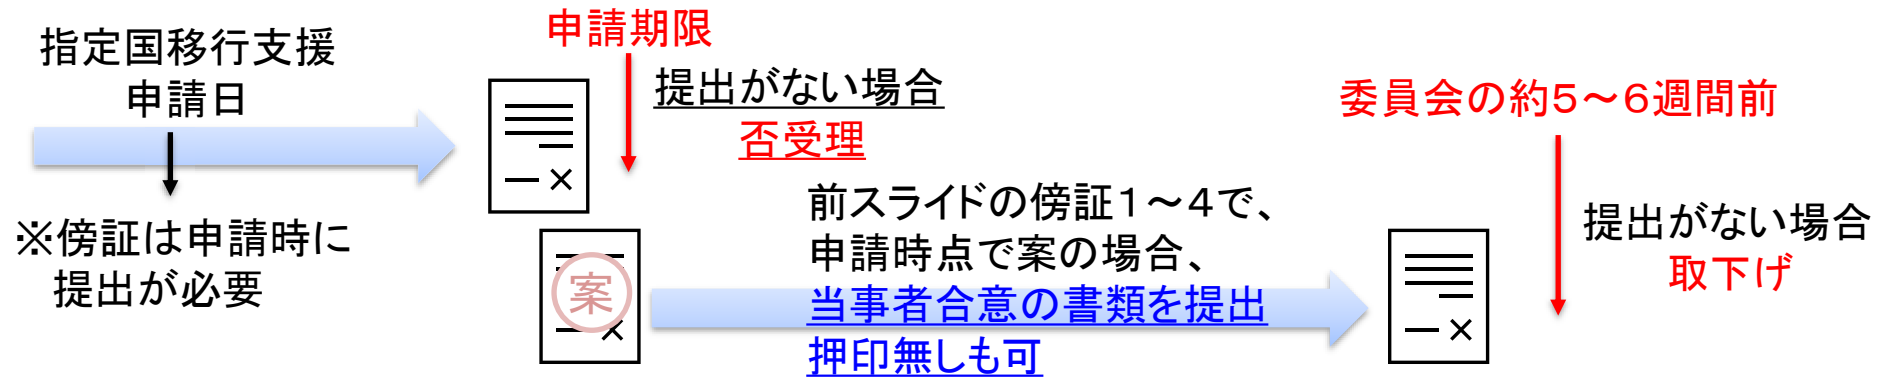 指定国移行支援
申請日
※傍証は申請時に
提出が必要
申請期限
提出がない場合
否受理
案
前スライドの傍証1～4で、
申請時点で案の場合、
当事者合意の書類を提出
押印無しも可
委員会の約5～6週間前
提出がない場合
取下げ